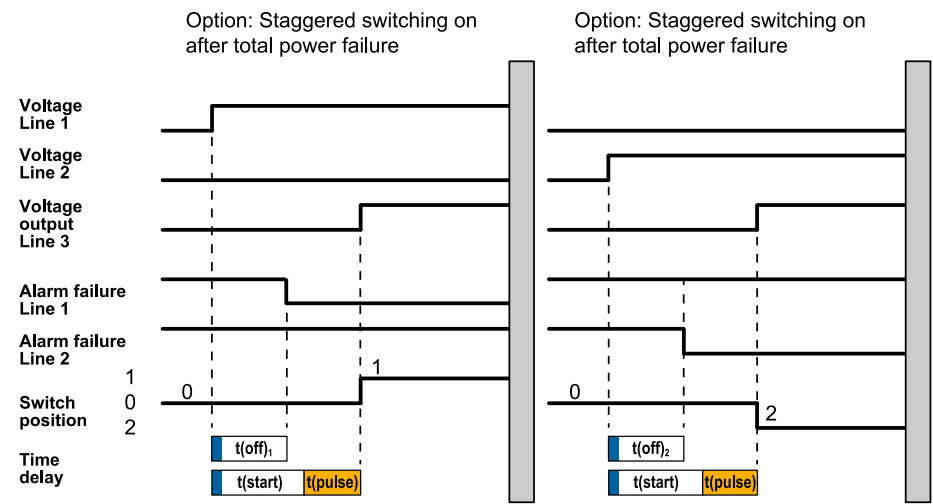 Option: Staggered switching on
after total power failure
Option: Staggered switching on
after total power failure
Voltage
Line 1
Voltage
Line 2
Voltage
output
Line 3
Alarm failure
Line 1
Alarm failure
Line 2
Switch
position
1
0
2
0
1
0
2
Time
delay
t(off)₁
t(start) t(pulse)
t(off)₂
t(start) t(pulse)